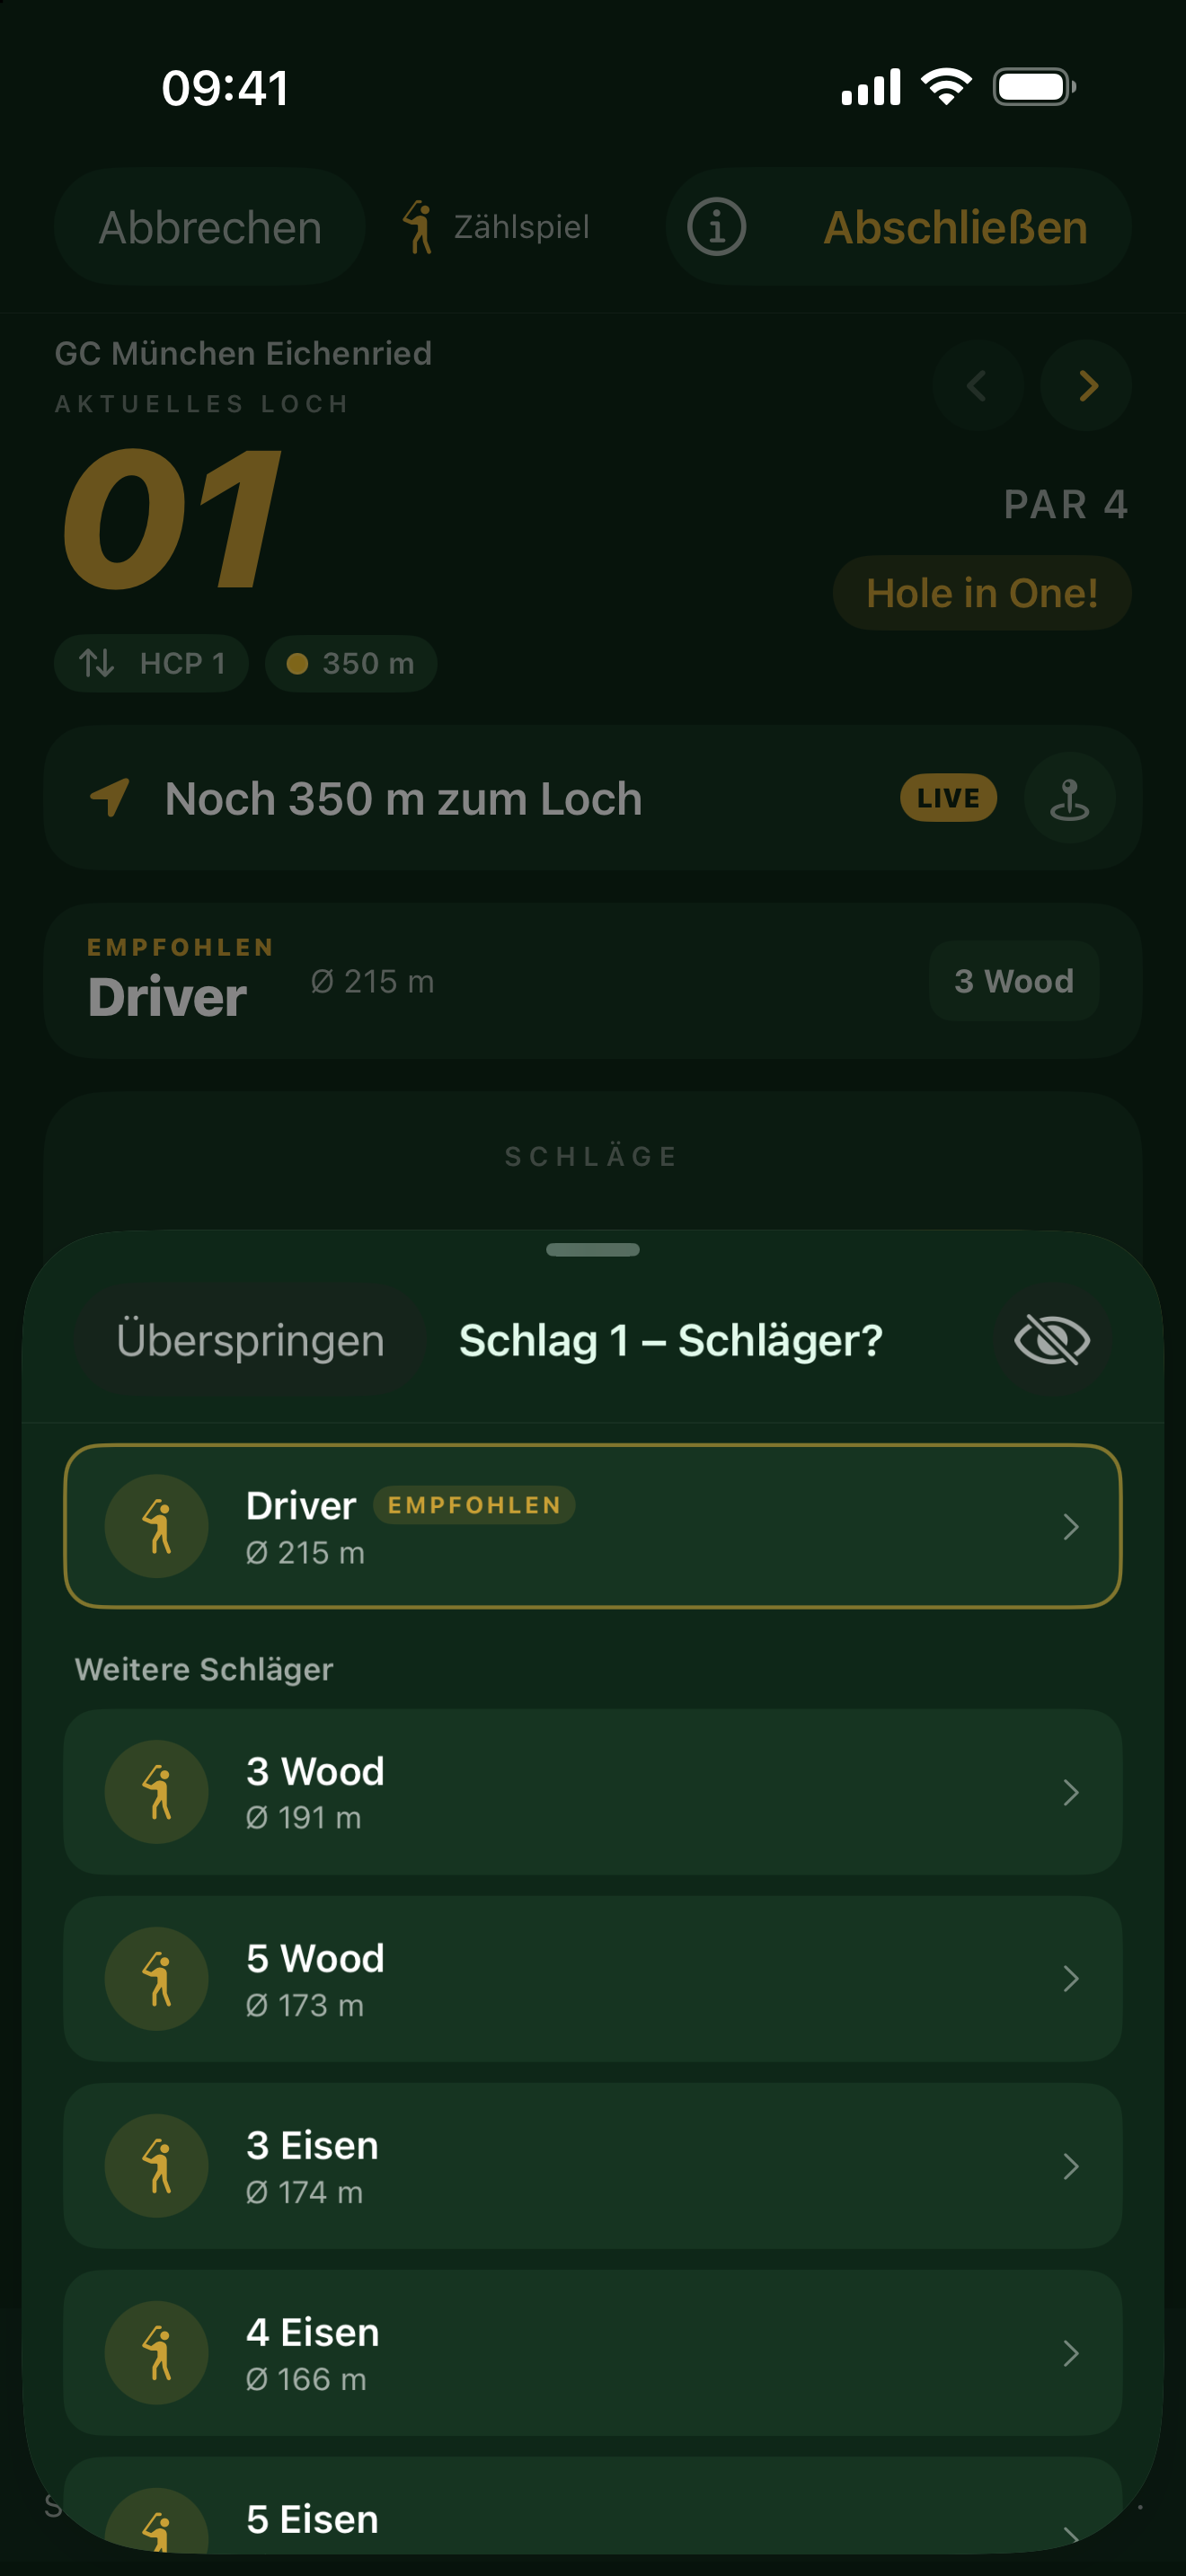 09:41
Abbrechen
Zählspiel
Abschließen
GC München Eichenried
AKTUELLES LOCH
01
PAR 4
Hole in One!
HCP 1
350 m
Noch 350 m zum Loch
LIVE
EMPFOHLEN
Driver
Ø 215 m
3 Wood
SCHLÄGE
Überspringen
Schlag 1 – Schläger?
Driver EMPFOHLEN
Ø 215 m
Weitere Schläger
3 Wood
Ø 191 m
5 Wood
Ø 173 m
3 Eisen
Ø 174 m
4 Eisen
Ø 166 m
5 Eisen